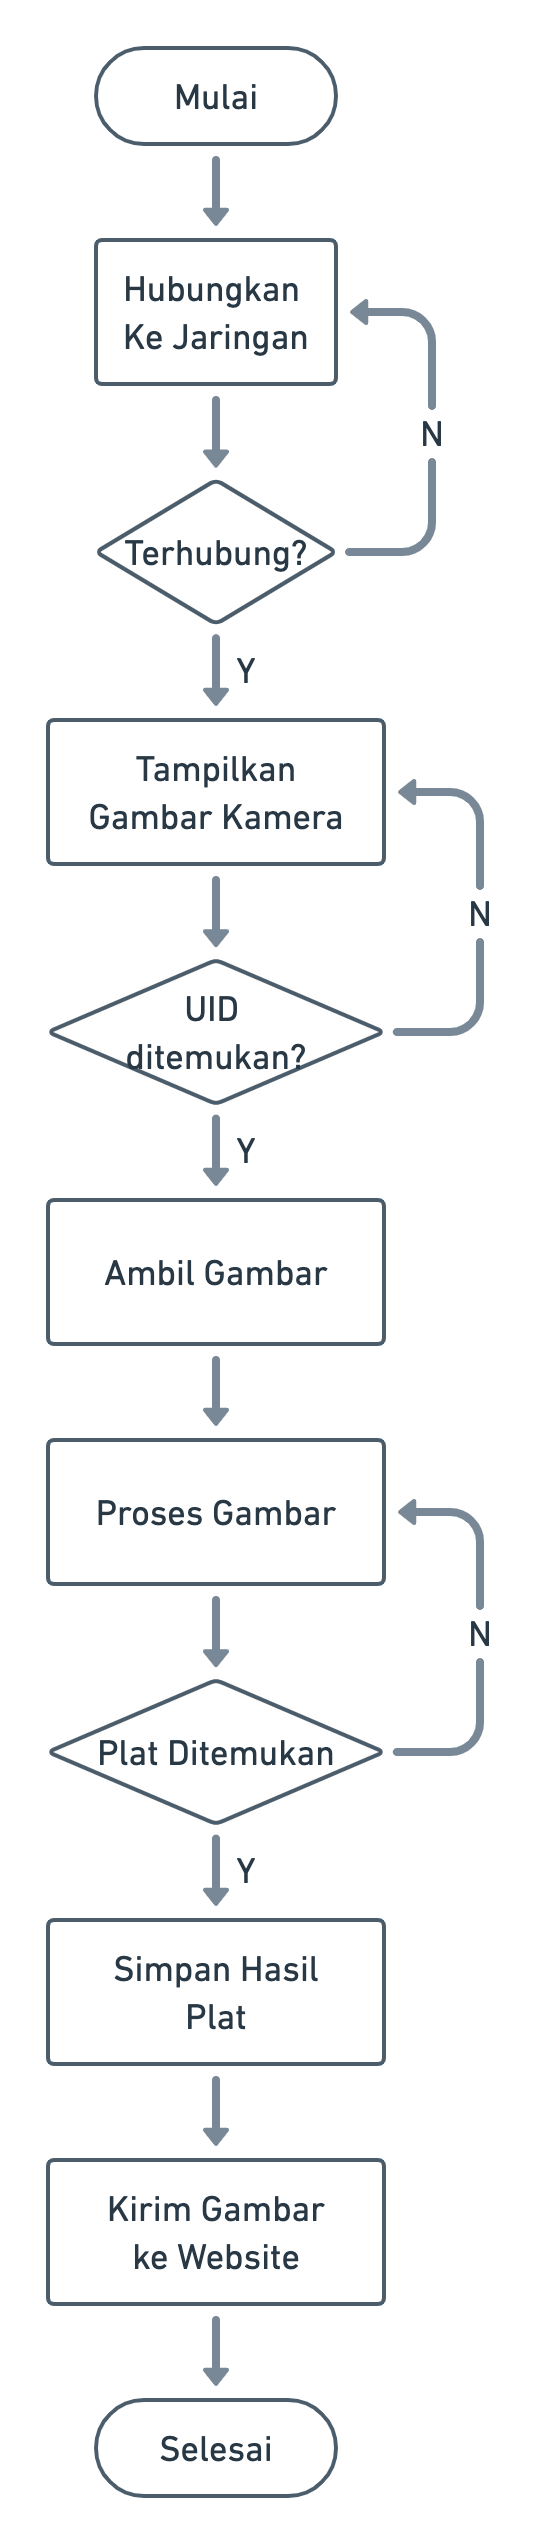 Mulai
Hubungkan
Ke Jaringan
N
Terhubung?
Y
Tampilkan
Gambar Kamera
N
UID
ditemukan?
Y
Ambil Gambar
Proses Gambar
N
Plat Ditemukan
Y
Simpan Hasil
Plat
Kirim Gambar
ke Website
Selesai